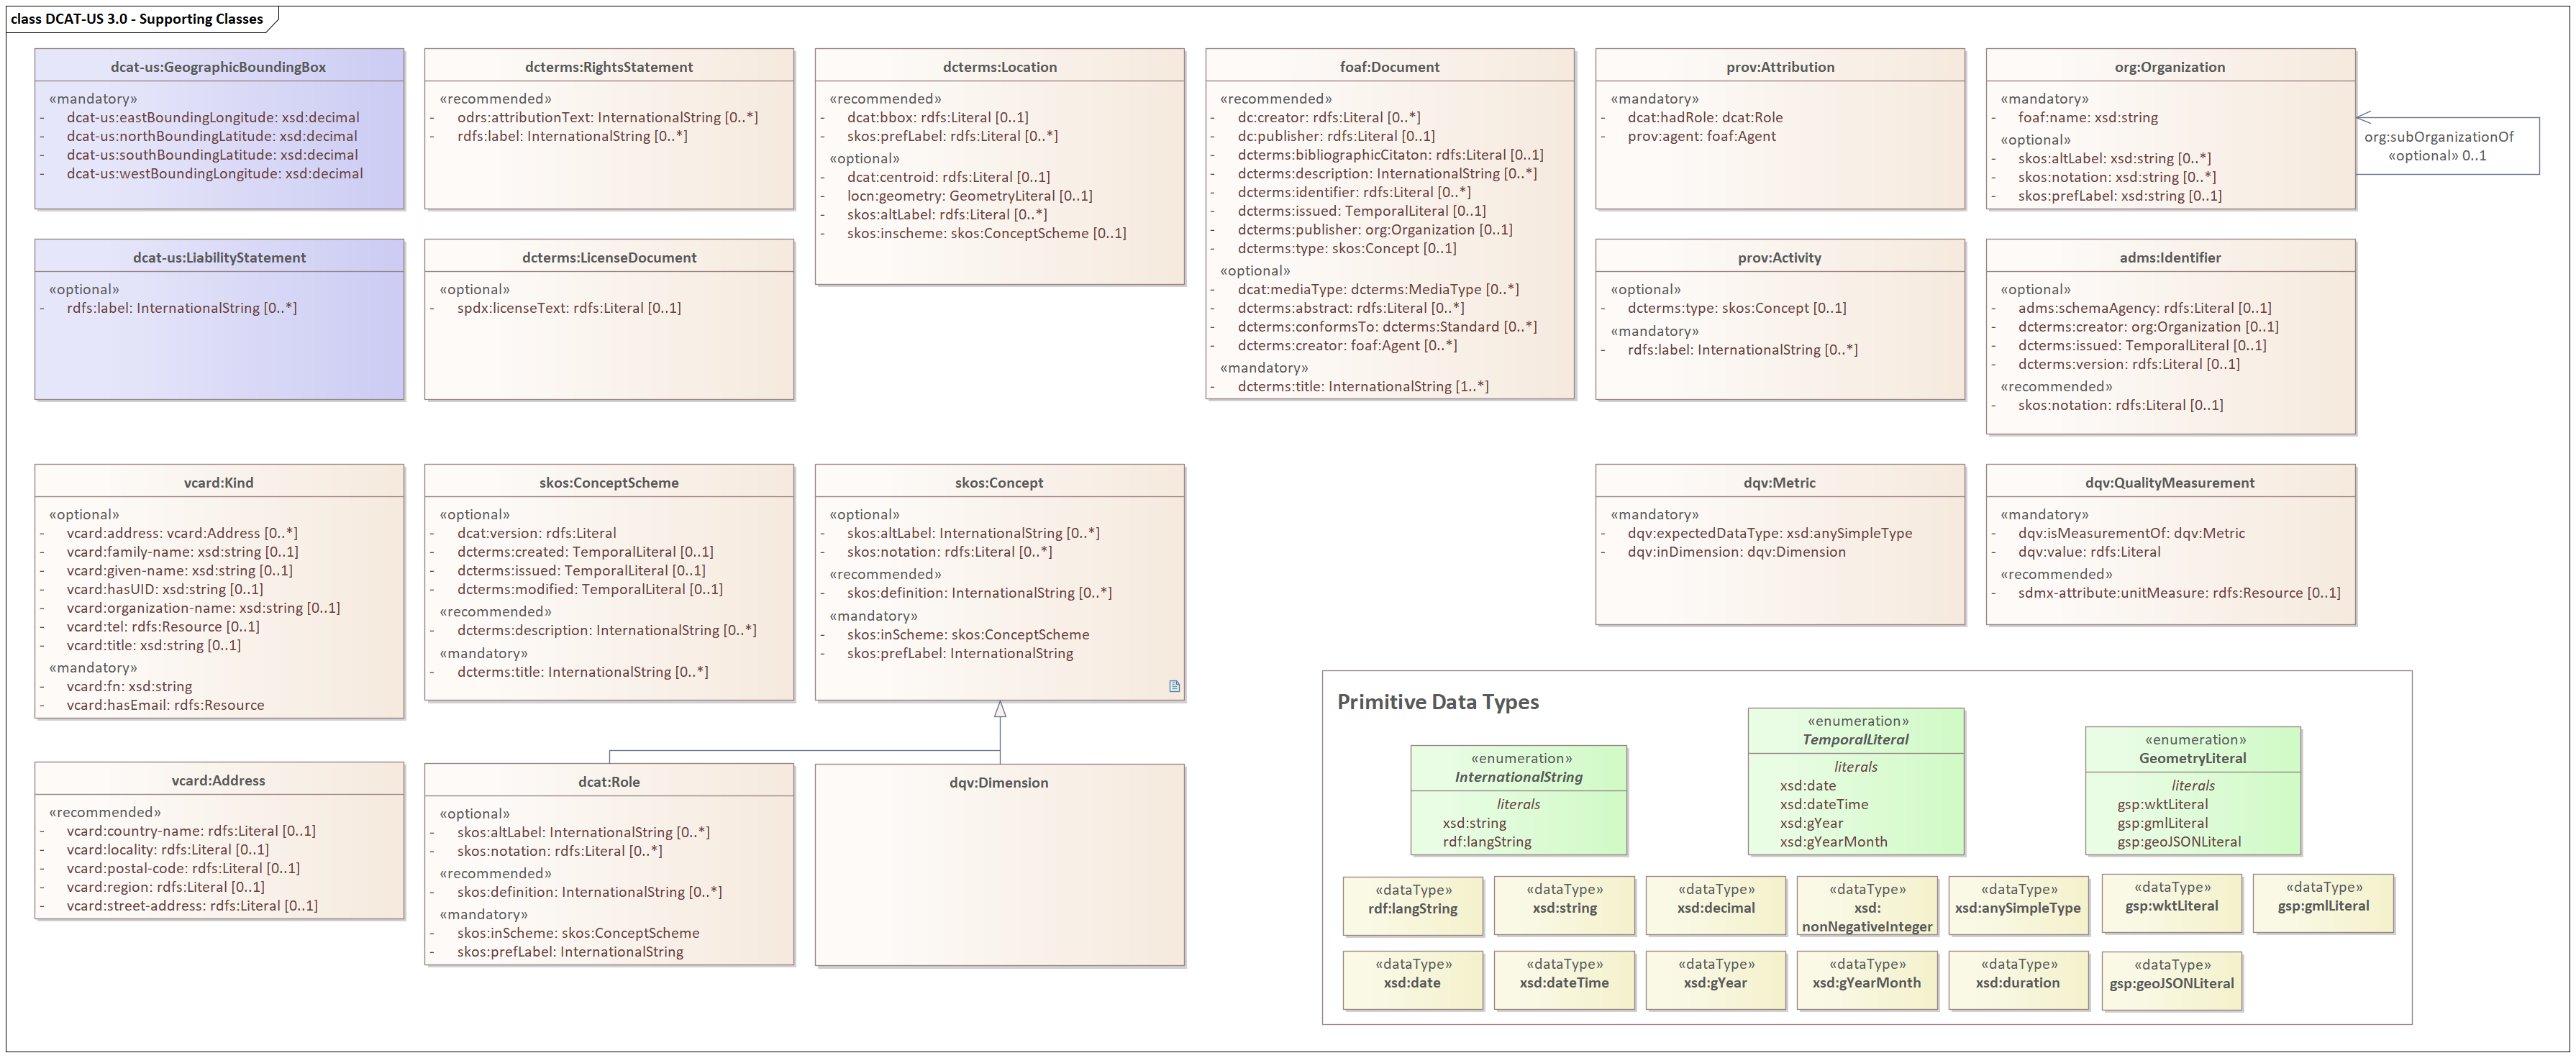 class DCAT-US 3.0 - Supporting Classes
dcat-us:GeographicBoundingBox
«mandatory»
- dcat-us:eastBoundingLongitude: xsd:decimal
- dcat-us:northBoundingLatitude: xsd:decimal
- dcat-us:southBoundingLatitude: xsd:decimal
- dcat-us:westBoundingLongitude: xsd:decimal
dcterms:RightsStatement
«recommended»
- odrs:attributionText: InternationalString [0..*]
- rdfs:label: InternationalString [0..*]
dcterms:Location
«recommended»
- dcat:bbox: rdfs:Literal [0..1]
- skos:prefLabel: rdfs:Literal [0..*]
«optional»
- dcat:centroid: rdfs:Literal [0..1]
- locn:geometry: GeometryLiteral [0..1]
- skos:altLabel: rdfs:Literal [0..*]
- skos:inscheme: skos:ConceptScheme [0..1]
foaf:Document
«recommended»
- dc:creator: rdfs:Literal [0..*]
- dc:publisher: rdfs:Literal [0..1]
- dcterms:bibliographicCitaton: rdfs:Literal [0..1]
- dcterms:description: InternationalString [0..*]
- dcterms:identifier: rdfs:Literal [0..*]
- dcterms:issued: TemporalLiteral [0..1]
- dcterms:publisher: org:Organization [0..1]
- dcterms:type: skos:Concept [0..1]
«optional»
- dcat:mediaType: dcterms:MediaType [0..*]
- dcterms:abstract: rdfs:Literal [0..*]
- dcterms:conformsTo: dcterms:Standard [0..*]
- dcterms:creator: foaf:Agent [0..*]
«mandatory»
- dcterms:title: InternationalString [1..*]
prov:Attribution
«mandatory»
- dcat:hadRole: dcat:Role
- prov:agent: foaf:Agent
org:Organization
«mandatory»
- foaf:name: xsd:string
«optional»
- skos:altLabel: xsd:string [0..*]
- skos:notation: xsd:string [0..*]
- skos:prefLabel: xsd:string [0..1]
org:subOrganizationOf
«optional» 0..1
dcat-us:LiabilityStatement
«optional»
- rdfs:label: InternationalString [0..*]
dcterms:LicenseDocument
«optional»
- spdx:licenseText: rdfs:Literal [0..1]
prov:Activity
«optional»
- dcterms:type: skos:Concept [0..1]
«mandatory»
- rdfs:label: InternationalString [0..*]
adms:Identifier
«optional»
- adms:schemaAgency: rdfs:Literal [0..1]
- dcterms:creator: org:Organization [0..1]
- dcterms:issued: TemporalLiteral [0..1]
- dcterms:version: rdfs:Literal [0..1]
«recommended»
- skos:notation: rdfs:Literal [0..1]
vcard:Kind
«optional»
- vcard:address: vcard:Address [0..*]
- vcard:family-name: xsd:string [0..1]
- vcard:given-name: xsd:string [0..1]
- vcard:hasUID: xsd:string [0..1]
- vcard:organization-name: xsd:string [0..1]
- vcard:tel: rdfs:Resource [0..1]
- vcard:title: xsd:string [0..1]
«mandatory»
- vcard:fn: xsd:string
- vcard:hasEmail: rdfs:Resource
skos:ConceptScheme
«optional»
- dcat:version: rdfs:Literal
- dcterms:created: TemporalLiteral [0..1]
- dcterms:issued: TemporalLiteral [0..1]
- dcterms:modified: TemporalLiteral [0..1]
«recommended»
- dcterms:description: InternationalString [0..*]
«mandatory»
- dcterms:title: InternationalString [0..*]
skos:Concept
«optional»
- skos:altLabel: InternationalString [0..*]
- skos:notation: rdfs:Literal [0..*]
«recommended»
- skos:definition: InternationalString [0..*]
«mandatory»
- skos:inScheme: skos:ConceptScheme
- skos:prefLabel: InternationalString
dqv:Metric
«mandatory»
- dqv:expectedDataType: xsd:anySimpleType
- dqv:inDimension: dqv:Dimension
dqv:QualityMeasurement
«mandatory»
- dqv:isMeasurementOf: dqv:Metric
- dqv:value: rdfs:Literal
«recommended»
- sdmx-attribute:unitMeasure: rdfs:Resource [0..1]
vcard:Address
«recommended»
- vcard:country-name: rdfs:Literal [0..1]
- vcard:locality: rdfs:Literal [0..1]
- vcard:postal-code: rdfs:Literal [0..1]
- vcard:region: rdfs:Literal [0..1]
- vcard:street-address: rdfs:Literal [0..1]
dcat:Role
«optional»
- skos:altLabel: InternationalString [0..*]
- skos:notation: rdfs:Literal [0..*]
«recommended»
- skos:definition: InternationalString [0..*]
«mandatory»
- skos:inScheme: skos:ConceptScheme
- skos:prefLabel: InternationalString
dqv:Dimension
Primitive Data Types
«enumeration»
InternationalString
literals
xsd:string
rdf:langString
«enumeration»
TemporalLiteral
literals
xsd:date
xsd:dateTime
xsd:gYear
xsd:gYearMonth
«enumeration»
GeometryLiteral
literals
gsp:wktLiteral
gsp:gmlLiteral
gsp:geoJSONLiteral
«dataType»
rdf:langString
«dataType»
xsd:string
«dataType»
xsd:decimal
«dataType»
xsd:
nonNegativeInteger
«dataType»
xsd:anySimpleType
«dataType»
gsp:wktLiteral
«dataType»
gsp:gmlLiteral
«dataType»
xsd:date
«dataType»
xsd:dateTime
«dataType»
xsd:gYear
«dataType»
xsd:gYearMonth
«dataType»
xsd:duration
«dataType»
gsp:geoJSONLiteral